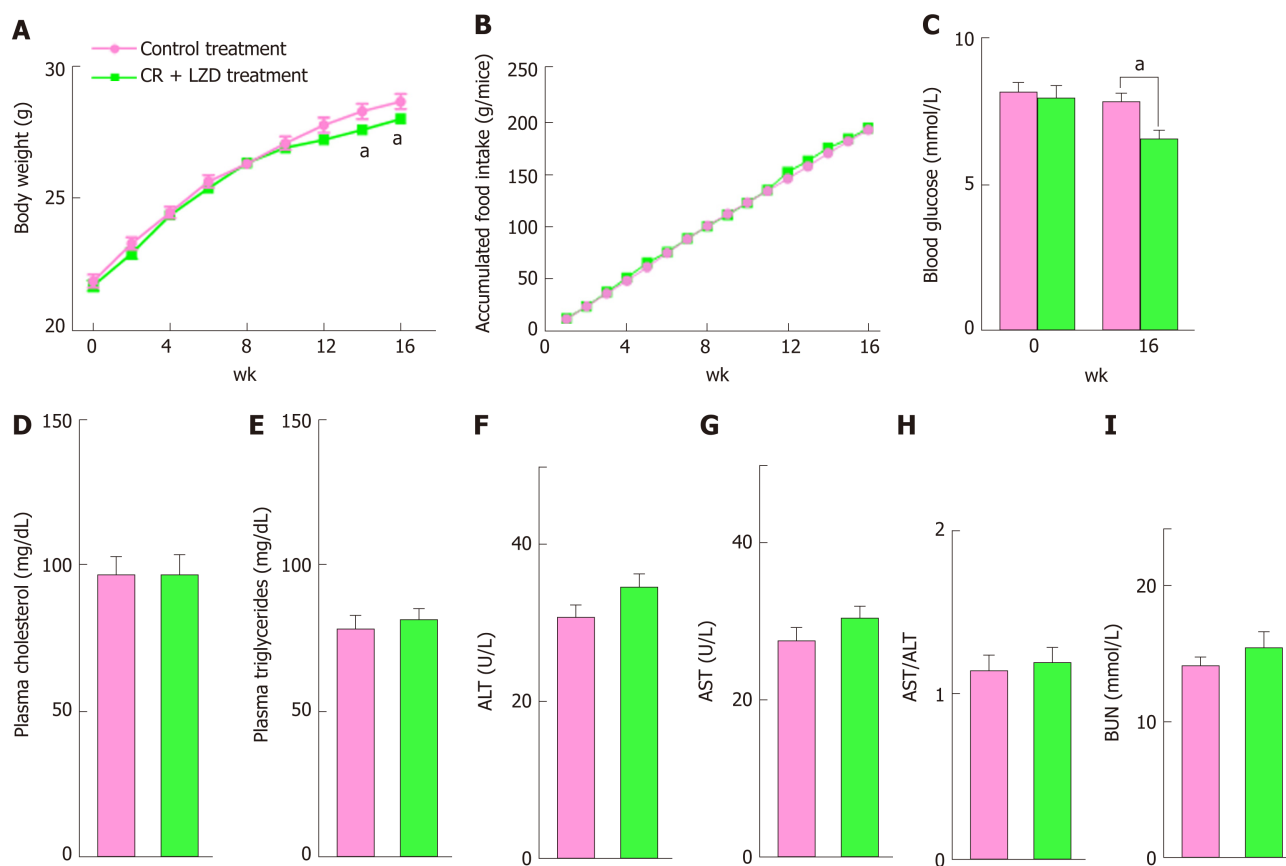 A
Control treatment
CR + LZD treatment
Body weight (g)
30
25
20
0 4 8 12 16
wk
a a
B
Accumulated food intake (g/mice)
250
200
150
100
50
0
0 4 8 12 16
wk
C
Blood glucose (mmol/L)
10
5
0
a
0 16
wk
D
Plasma cholesterol (mg/dL)
150
100
50
0
E
Plasma triglycerides (mg/dL)
150
100
50
0
F
ALT (U/L)
40
20
0
G
AST (U/L)
40
20
0
H
AST/ALT
2
1
0
I
BUN (mmol/L)
20
10
0